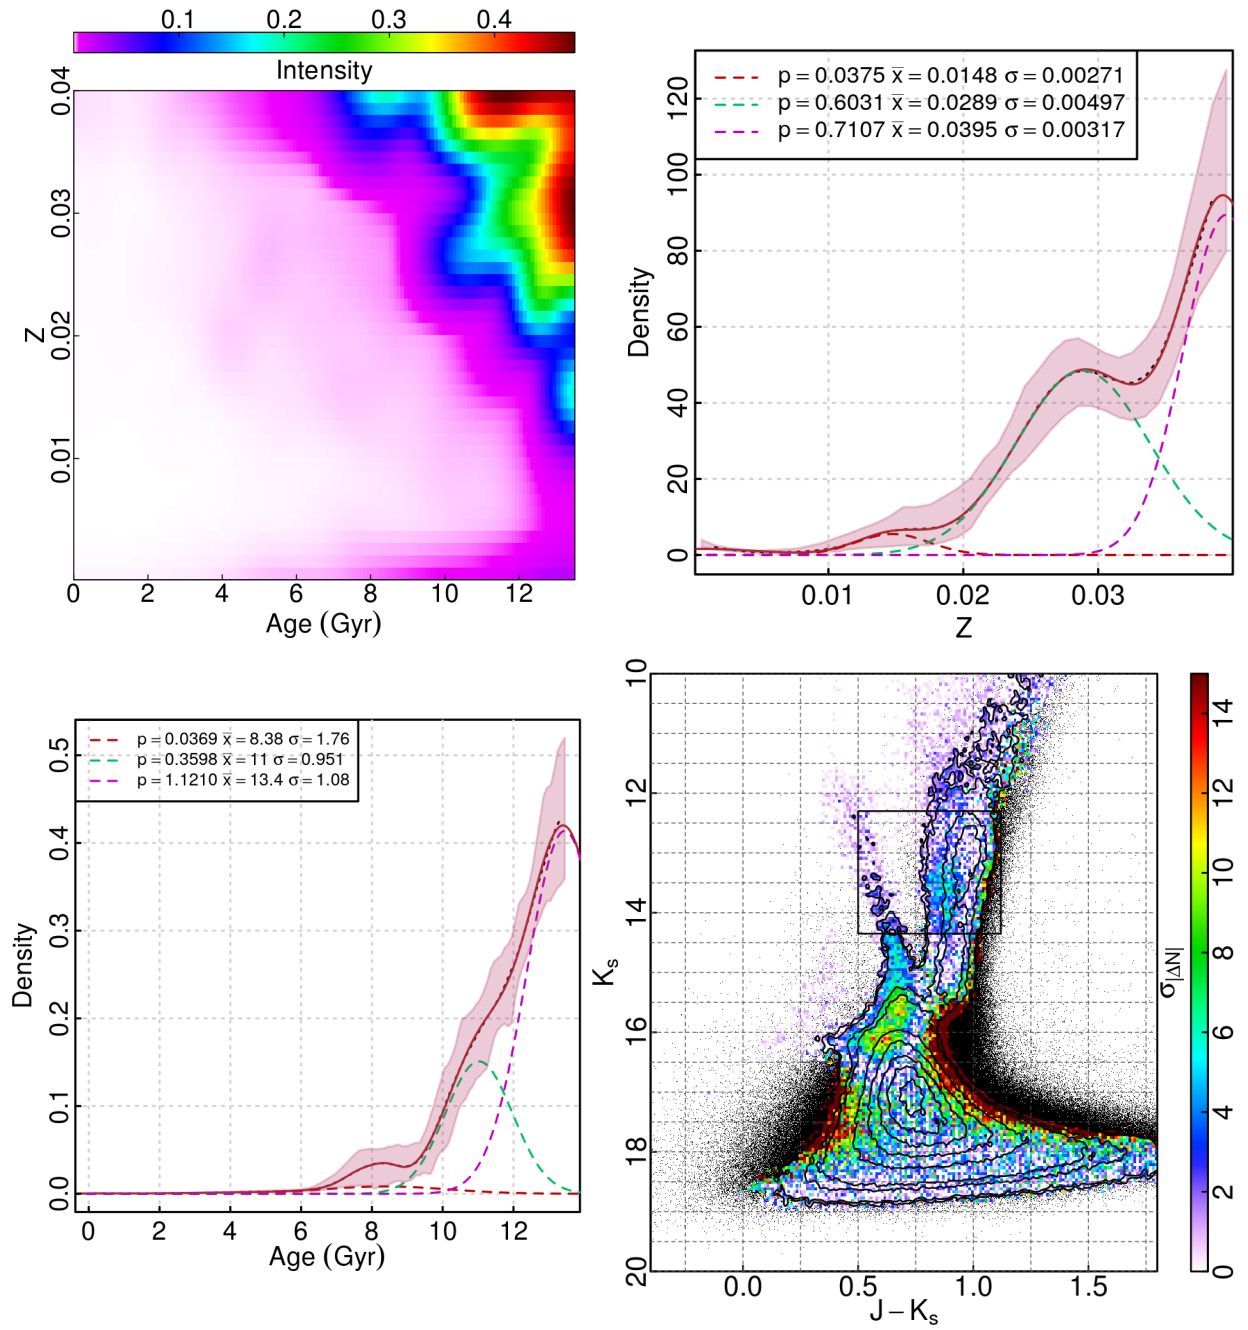 0.1 0.2 0.3 0.4
Intensity
0.04
0.03
0.02
0.01
Z
0 2 4 6 8 10 12
Age (Gyr)
p = 0.0375 x̅ = 0.0148 σ = 0.00271
p = 0.6031 x̅ = 0.0289 σ = 0.00497
p = 0.7107 x̅ = 0.0395 σ = 0.00317
120
100
80
60
40
20
0
Density
0.01 0.02 0.03
Z
p = 0.0369 x̅ = 8.38 σ = 1.76
p = 0.3598 x̅ = 11 σ = 0.951
p = 1.1210 x̅ = 13.4 σ = 1.08
0.5
0.4
0.3
0.2
0.1
0.0
Density
0 2 4 6 8 10 12
Age (Gyr)
10
12
14
16
18
20
Kₛ
0.0 0.5 1.0 1.5
J − Kₛ
14
12
10
8
6
4
2
0
σ|ΔN|